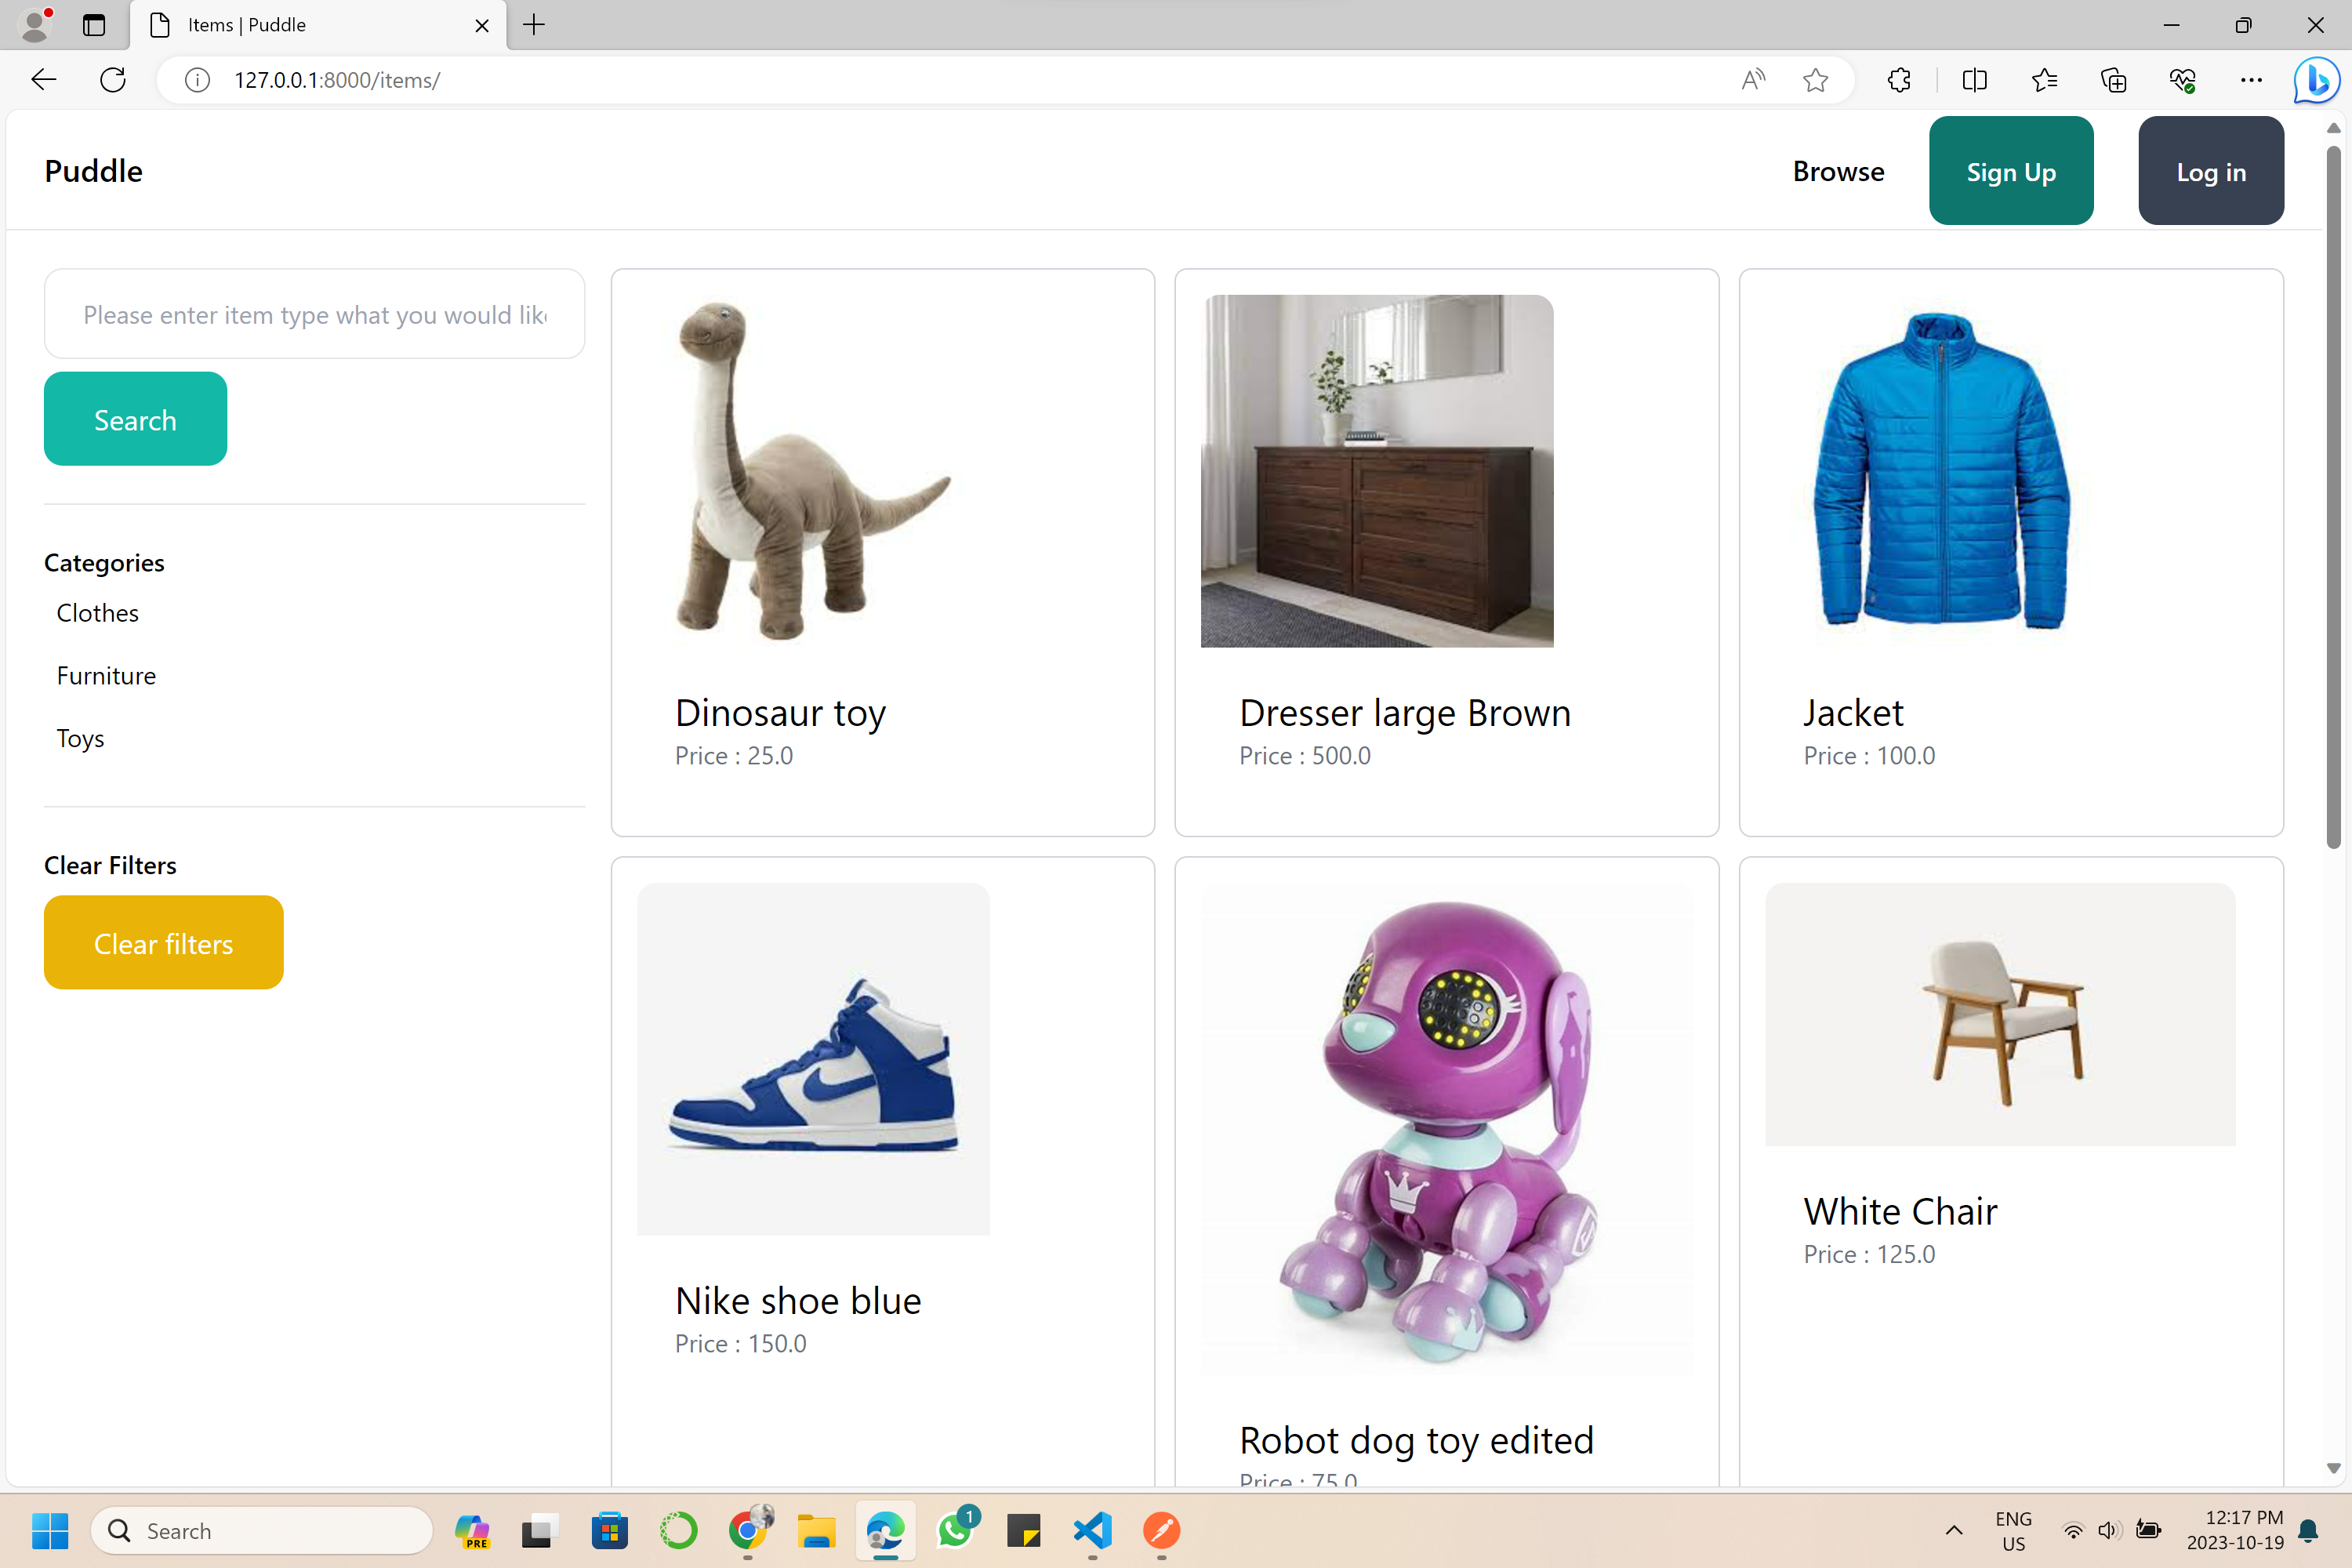 Items | Puddle
127.0.0.1:8000/items/
Puddle
Browse
Sign Up
Log in
Please enter item type what you would lik
Search
Categories
Clothes
Furniture
Toys
Clear Filters
Clear filters
Dinosaur toy
Price : 25.0
Dresser large Brown
Price : 500.0
Jacket
Price : 100.0
Nike shoe blue
Price : 150.0
Robot dog toy edited
Price : 75.0
White Chair
Price : 125.0
Search
PRE
1
ENG
US
12:17 PM
2023-10-19